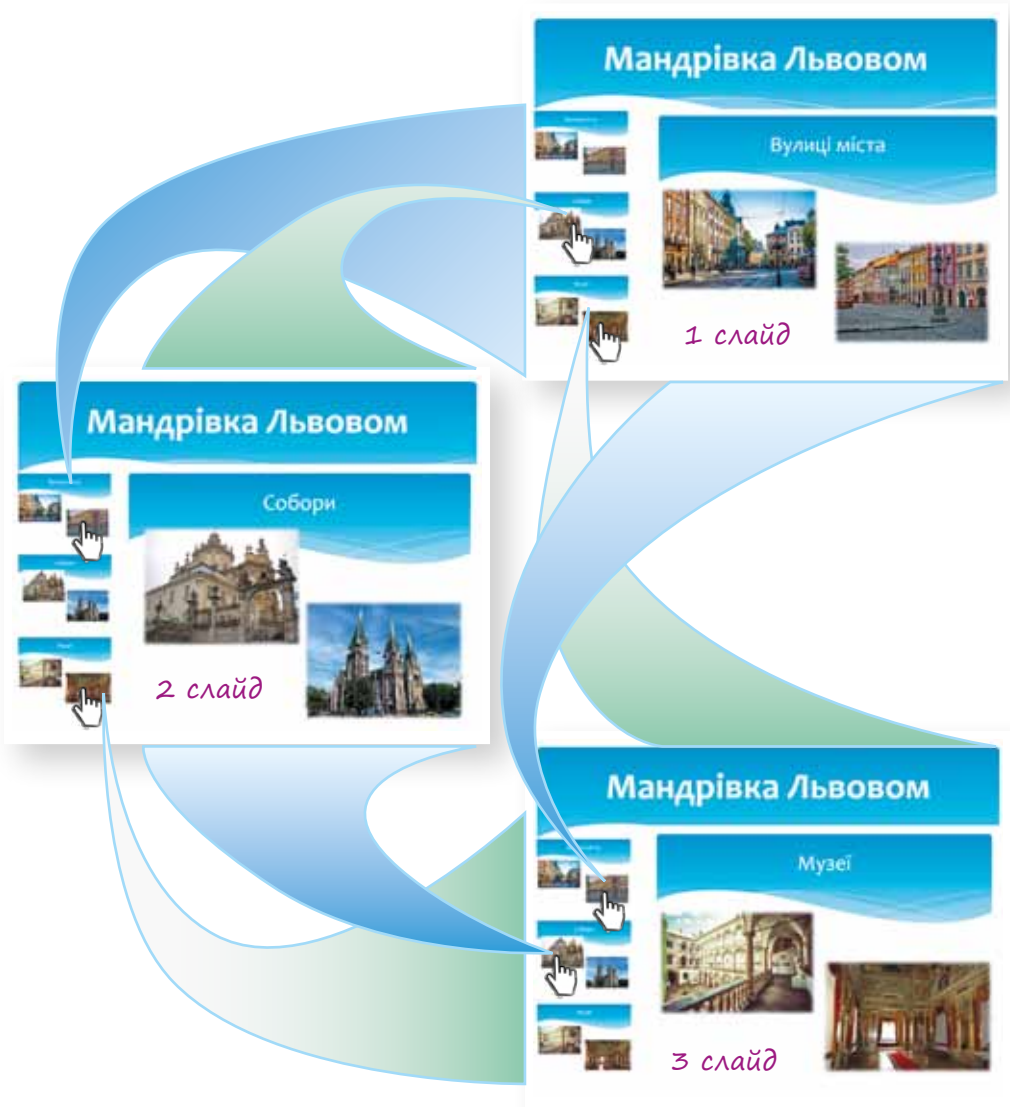 Мандрівка Львовом
Вулиці міста
1 слайд
Мандрівка Львовом
Собори
2 слайд
Мандрівка Львовом
Музеї
3 слайд